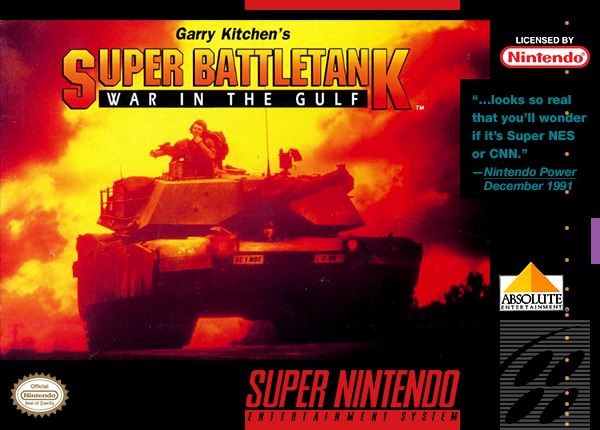 Garry Kitchen's
SUPER BATTLETANK
WAR IN THE GULF
TM
LICENSED BY
Nintendo
®
“...looks so real
that you'll wonder
if it's Super NES
or CNN.”
—Nintendo Power
December 1991
ABSOLUTE
ENTERTAINMENT
Official
Nintendo
Seal of Quality
SUPER NINTENDO
ENTERTAINMENT SYSTEM